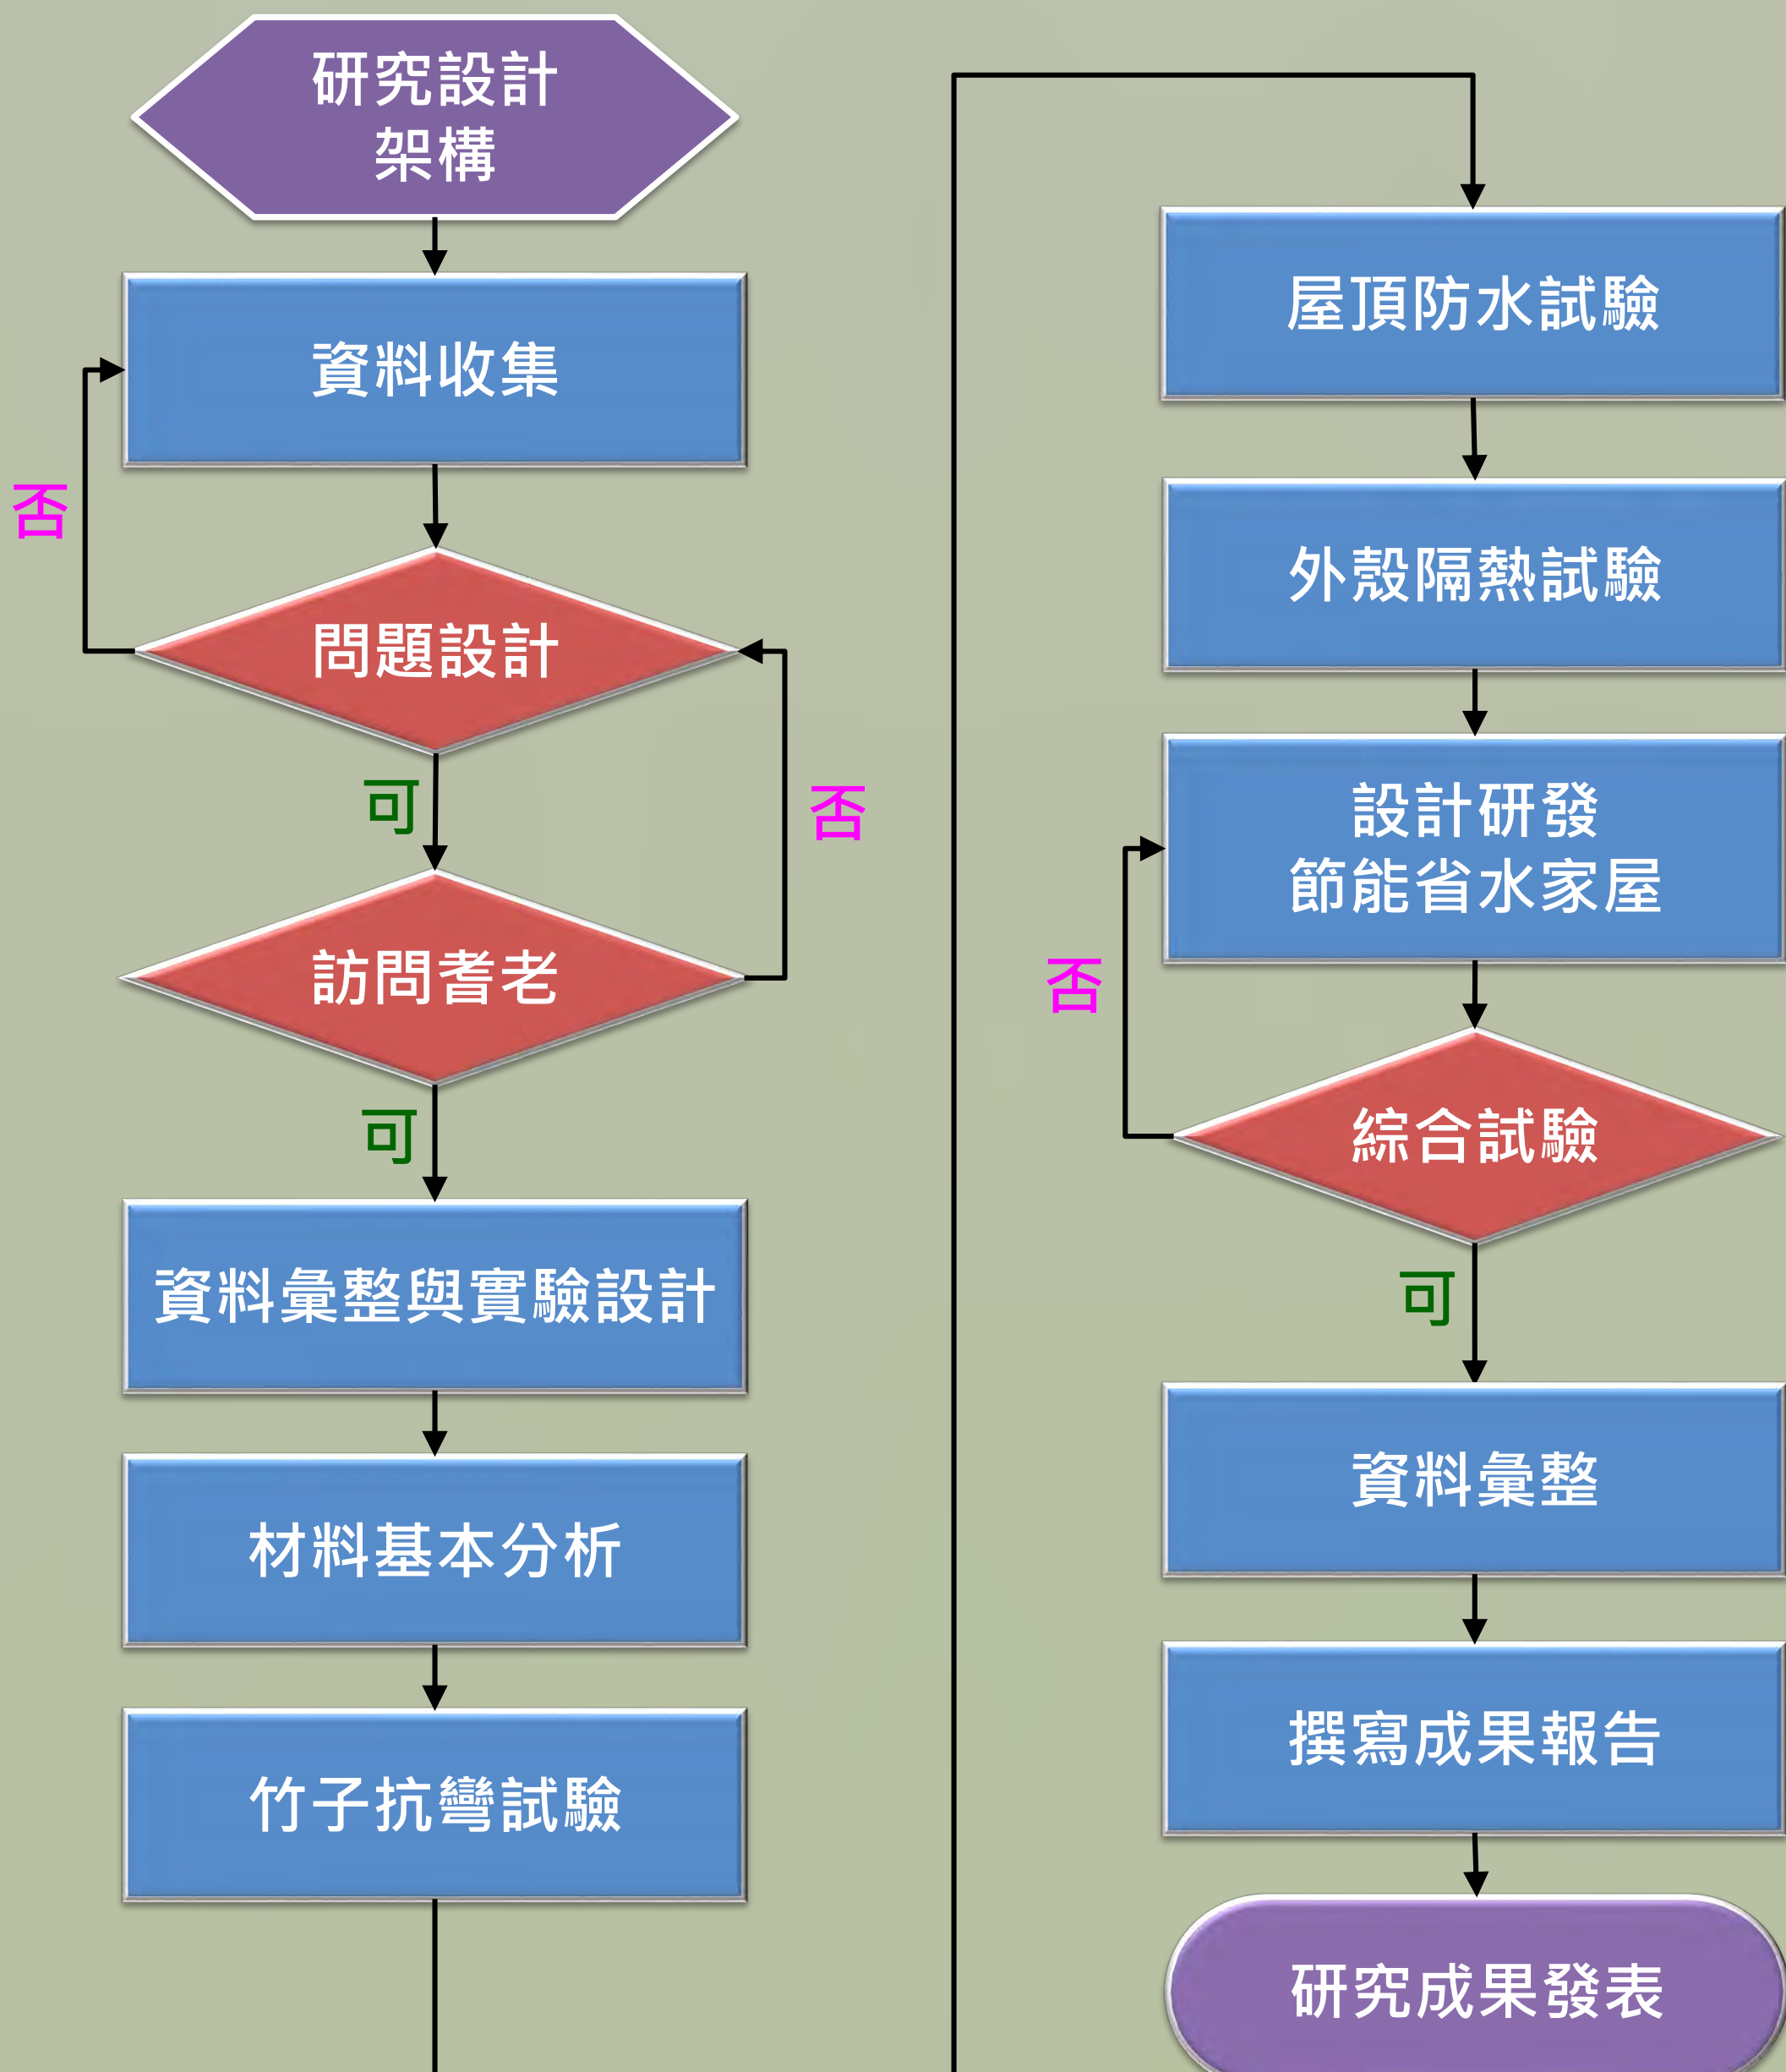 研究設計
架構
資料收集
否
問題設計
可
否
訪問耆老
可
資料彙整與實驗設計
材料基本分析
竹子抗彎試驗
屋頂防水試驗
外殼隔熱試驗
設計研發
節能省水家屋
否
綜合試驗
可
資料彙整
撰寫成果報告
研究成果發表